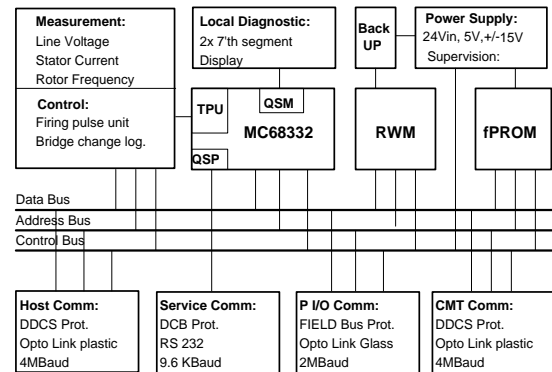 Measurement:
Line Voltage
Stator Current
Rotor Frequency
Control:
Firing pulse unit
Bridge change log.
Local Diagnostic:
2x 7'th segment
Display
Back
UP
Power Supply:
24Vin, 5V,+/-15V
Supervision:
TPU
QSM
MC68332
QSP
RWM
fPROM
Data Bus
Address Bus
Control Bus
Host Comm:
DDCS Prot.
Opto Link plastic
4MBaud
Service Comm:
DCB Prot.
RS 232
9.6 KBaud
P I/O Comm:
FIELD Bus Prot.
Opto Link Glass
2MBaud
CMT Comm:
DDCS Prot.
Opto Link plastic
4MBaud